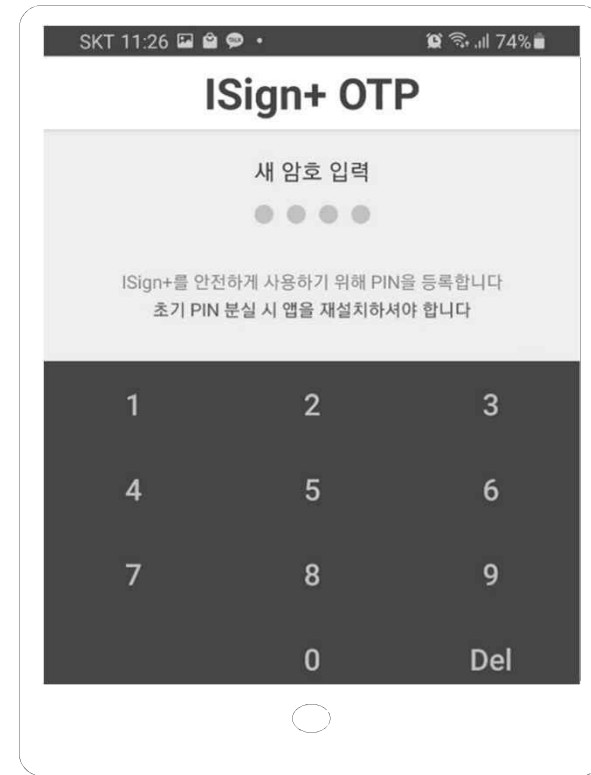 SKT 11:26
74%
ISign+ OTP
새 암호 입력
ISign+를 안전하게 사용하기 위해 PIN을 등록합니다
초기 PIN 분실 시 앱을 재설치하셔야 합니다
1 2 3
4 5 6
7 8 9
0 Del